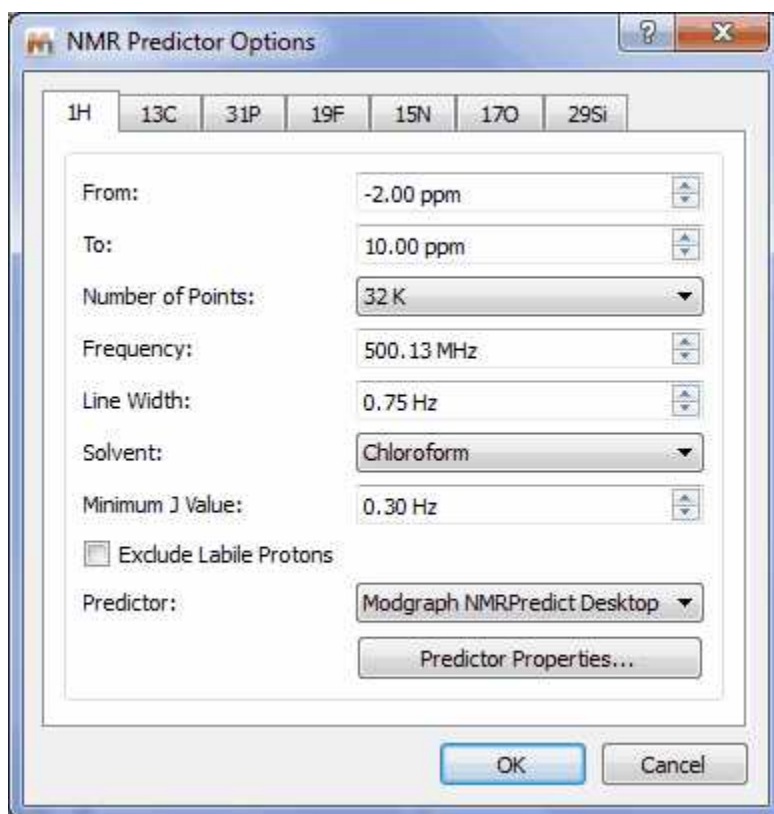 NMR Predictor Options
1H 13C 31P 19F 15N 17O 29Si
From: -2.00 ppm
To: 10.00 ppm
Number of Points: 32 K
Frequency: 500.13 MHz
Line Width: 0.75 Hz
Solvent: Chloroform
Minimum J Value: 0.30 Hz
Exclude Labile Protons
Predictor: Modgraph NMRPredict Desktop
Predictor Properties...
OK Cancel